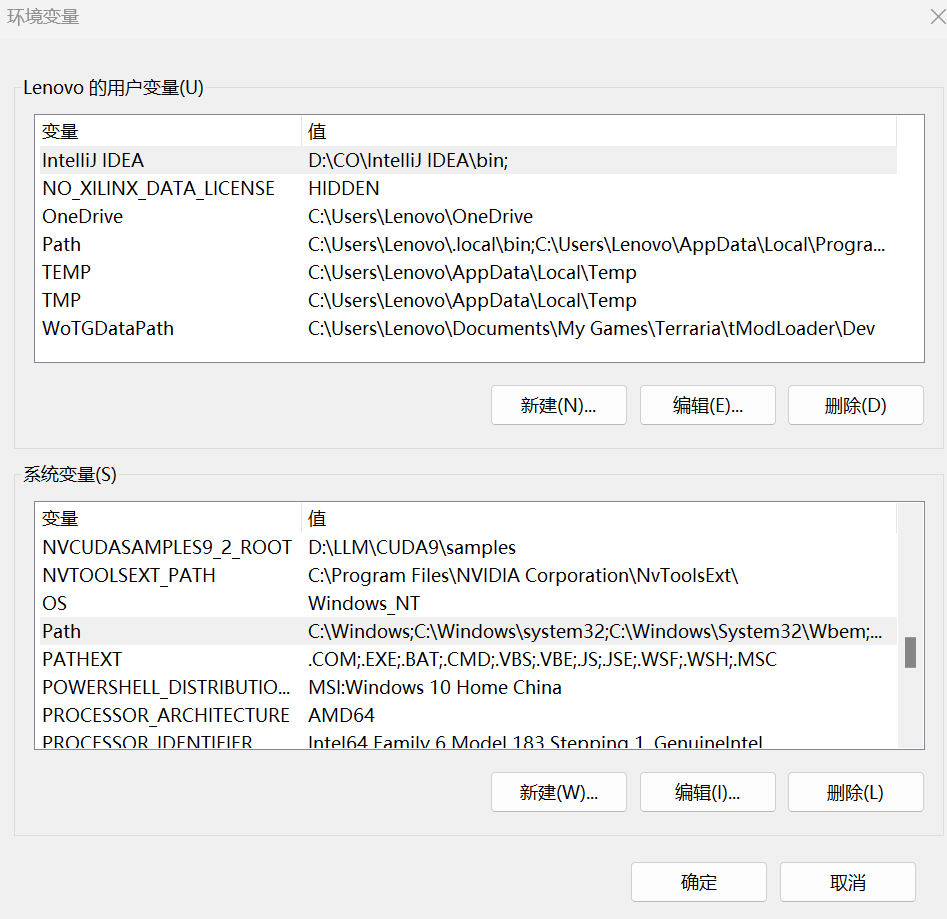 环境变量
Lenovo 的用户变量(U)
变量 值
IntelliJ IDEA D:\CO\IntelliJ IDEA\bin;
NO_XILINX_DATA_LICENSE HIDDEN
OneDrive C:\Users\Lenovo\OneDrive
Path C:\Users\Lenovo\.local\bin;C:\Users\Lenovo\AppData\Local\Progra...
TEMP C:\Users\Lenovo\AppData\Local\Temp
TMP C:\Users\Lenovo\AppData\Local\Temp
WoTGDataPath C:\Users\Lenovo\Documents\My Games\Terraria\tModLoader\Dev
新建(N)... 编辑(E)... 删除(D)
系统变量(S)
变量 值
NVCUDASAMPLES9_2_ROOT D:\LLM\CUDA9\samples
NVTOOLSEXT_PATH C:\Program Files\NVIDIA Corporation\NvToolsExt\
OS Windows_NT
Path C:\Windows;C:\Windows\system32;C:\Windows\System32\Wbem;...
PATHEXT .COM;.EXE;.BAT;.CMD;.VBS;.VBE;.JS;.JSE;.WSF;.WSH;.MSC
POWERSHELL_DISTRIBUTIO... MSI:Windows 10 Home China
PROCESSOR_ARCHITECTURE AMD64
PROCESSOR_IDENTIFIER Intel64 Family 6 Model 183 Stepping 1, GenuineIntel
新建(W)... 编辑(I)... 删除(L)
确定 取消